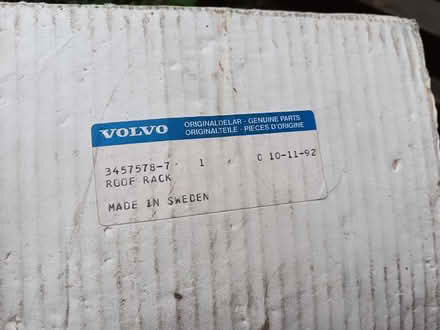 VOLVO
ORIGINALDELAR · GENUINE PARTS
ORIGINALTEILE · PIECES D'ORIGINE
3457578-7 1 C 10-11-92
ROOF RACK
MADE IN SWEDEN